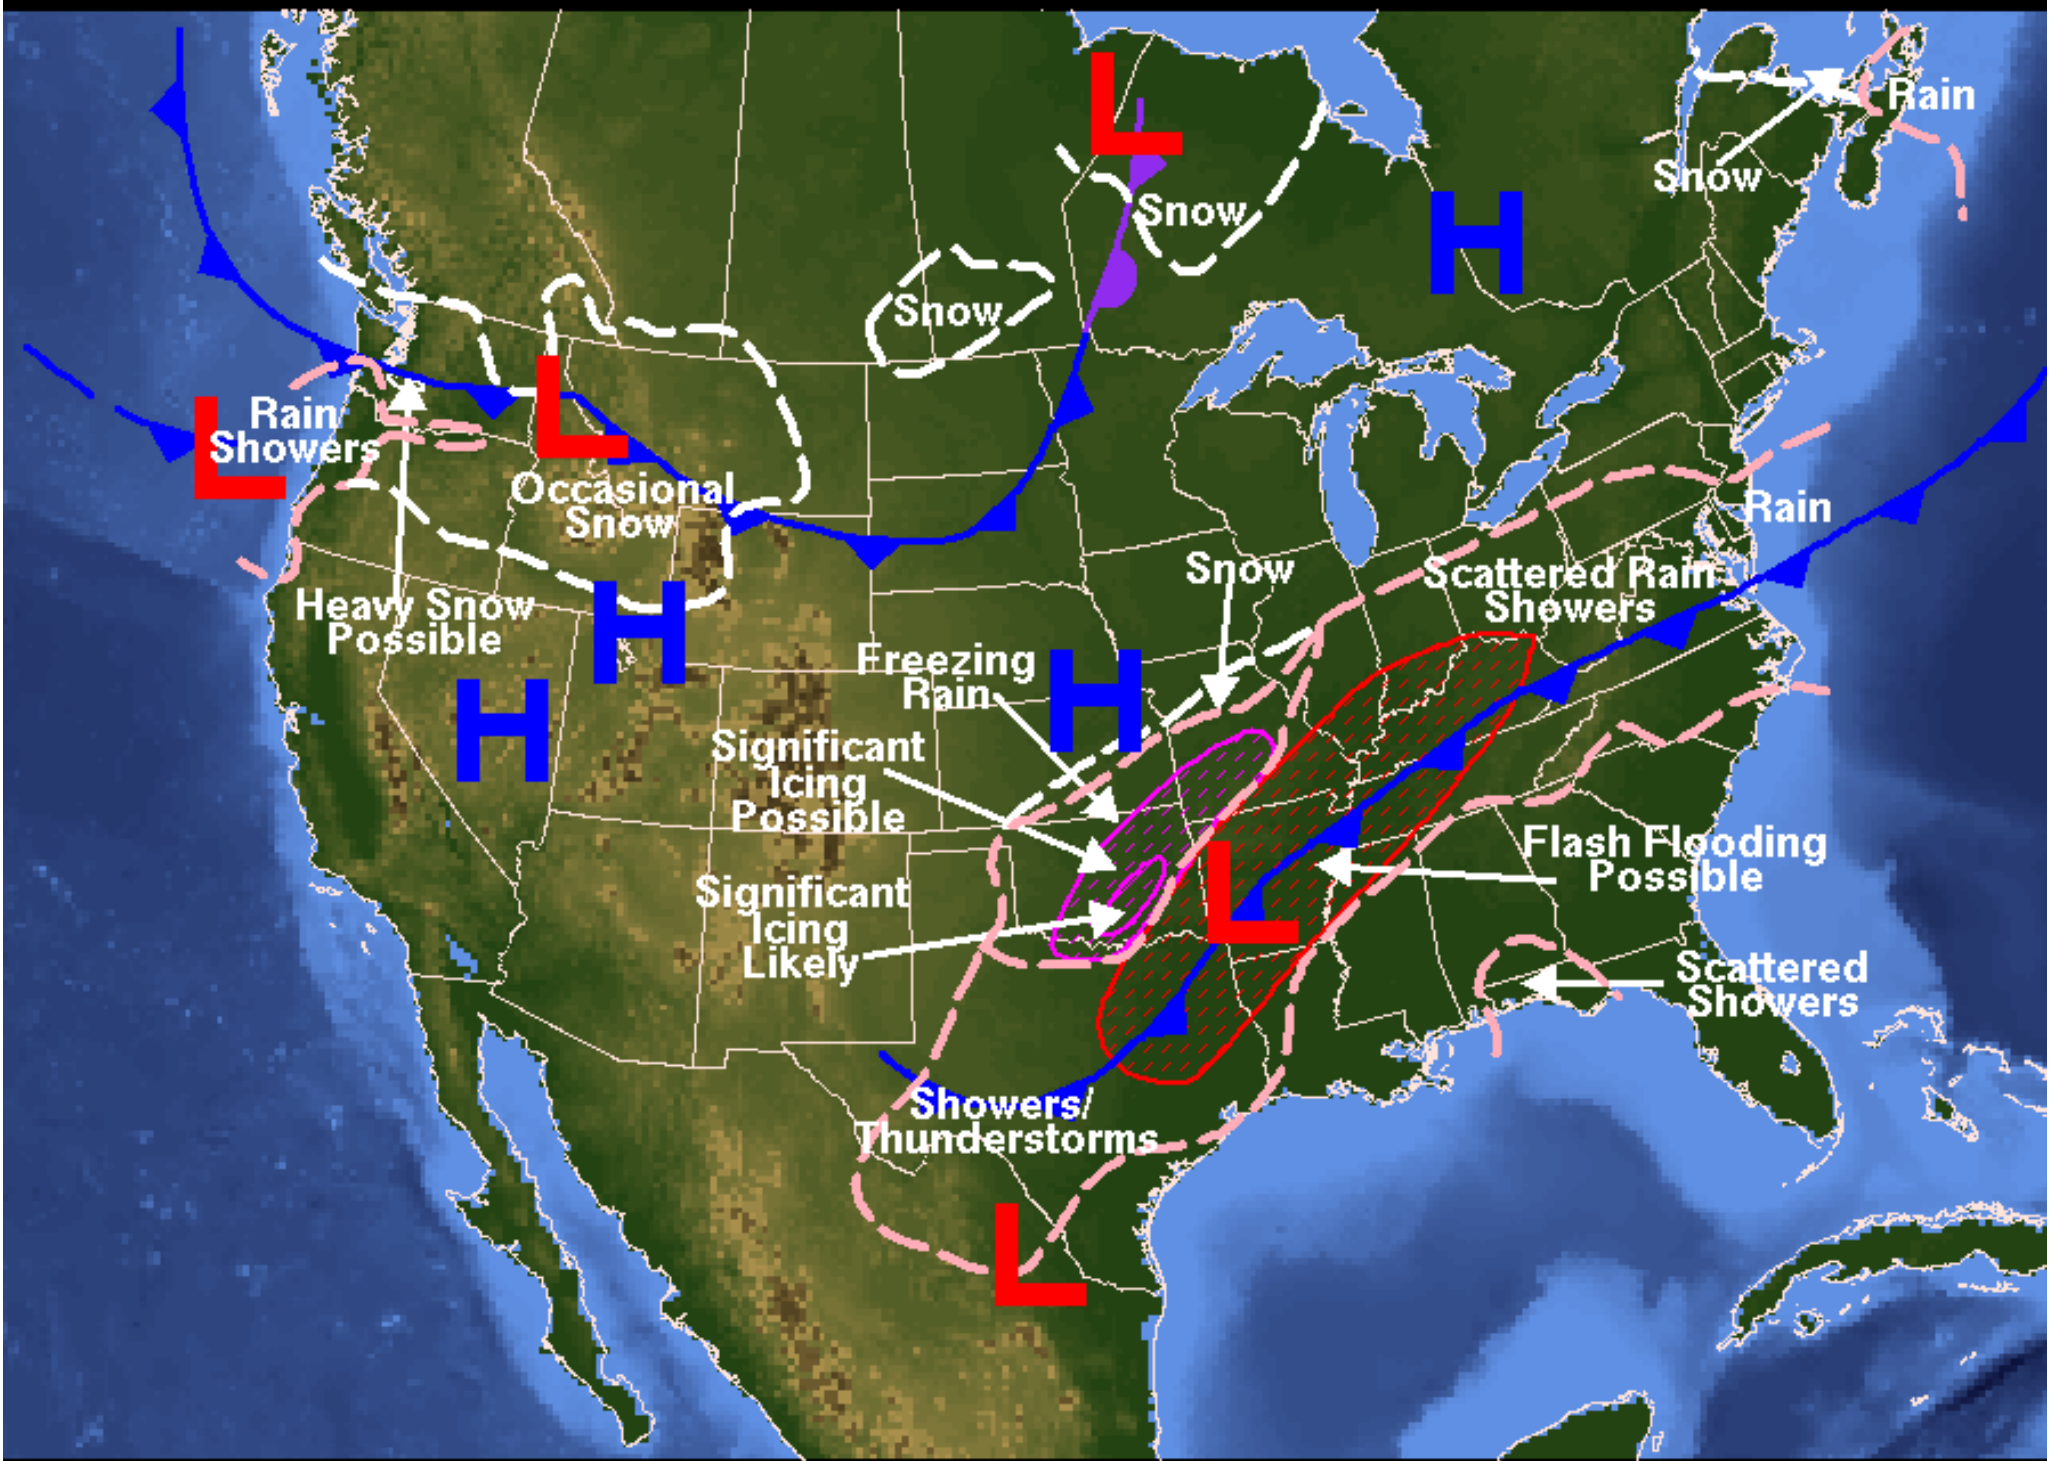 L
Rain
Snow
H
Snow
Snow
L
Rain
Showers
L
Occasional
Snow
Rain
Snow
Scattered Rain
Showers
Heavy Snow
Possible
H
Freezing
Rain
H
H
Significant
Icing
Possible
Flash Flooding
Possible
L
Significant
Icing
Likely
Scattered
Showers
Showers/
Thunderstorms
L